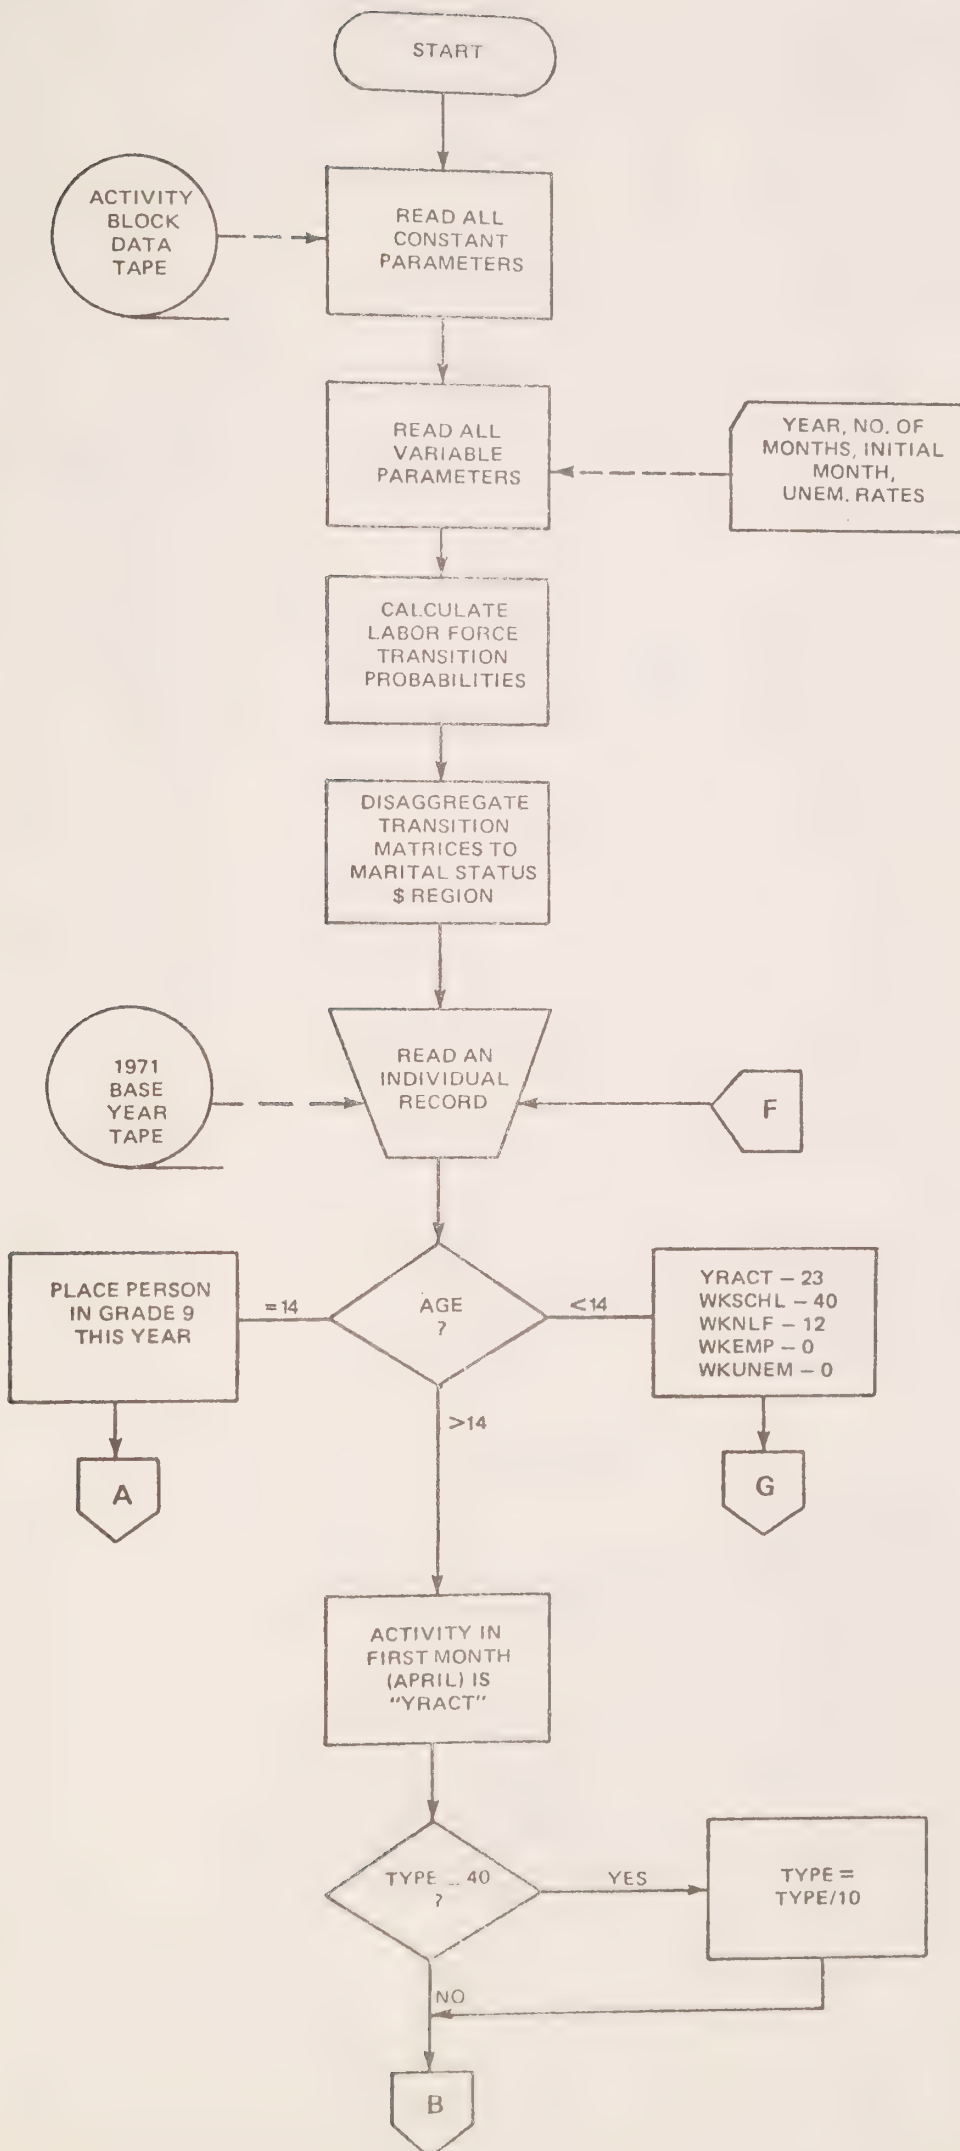 START
ACTIVITY
BLOCK
DATA
TAPE
READ ALL
CONSTANT
PARAMETERS
READ ALL
VARIABLE
PARAMETERS
YEAR, NO. OF
MONTHS, INITIAL
MONTH,
UNEM. RATES
CALCULATE
LABOR FORCE
TRANSITION
PROBABILITIES
DISAGGREGATE
TRANSITION
MATRICES TO
MARITAL STATUS
$ REGION
1971
BASE
YEAR
TAPE
READ AN
INDIVIDUAL
RECORD
F
PLACE PERSON
IN GRADE 9
THIS YEAR
=14
AGE
?
<14
YRACT – 23
WKSCHL – 40
WKNLF – 12
WKEMP – 0
WKUNEM – 0
>14
A
G
ACTIVITY IN
FIRST MONTH
(APRIL) IS
"YRACT"
TYPE – 40
?
YES
TYPE =
TYPE/10
NO
B